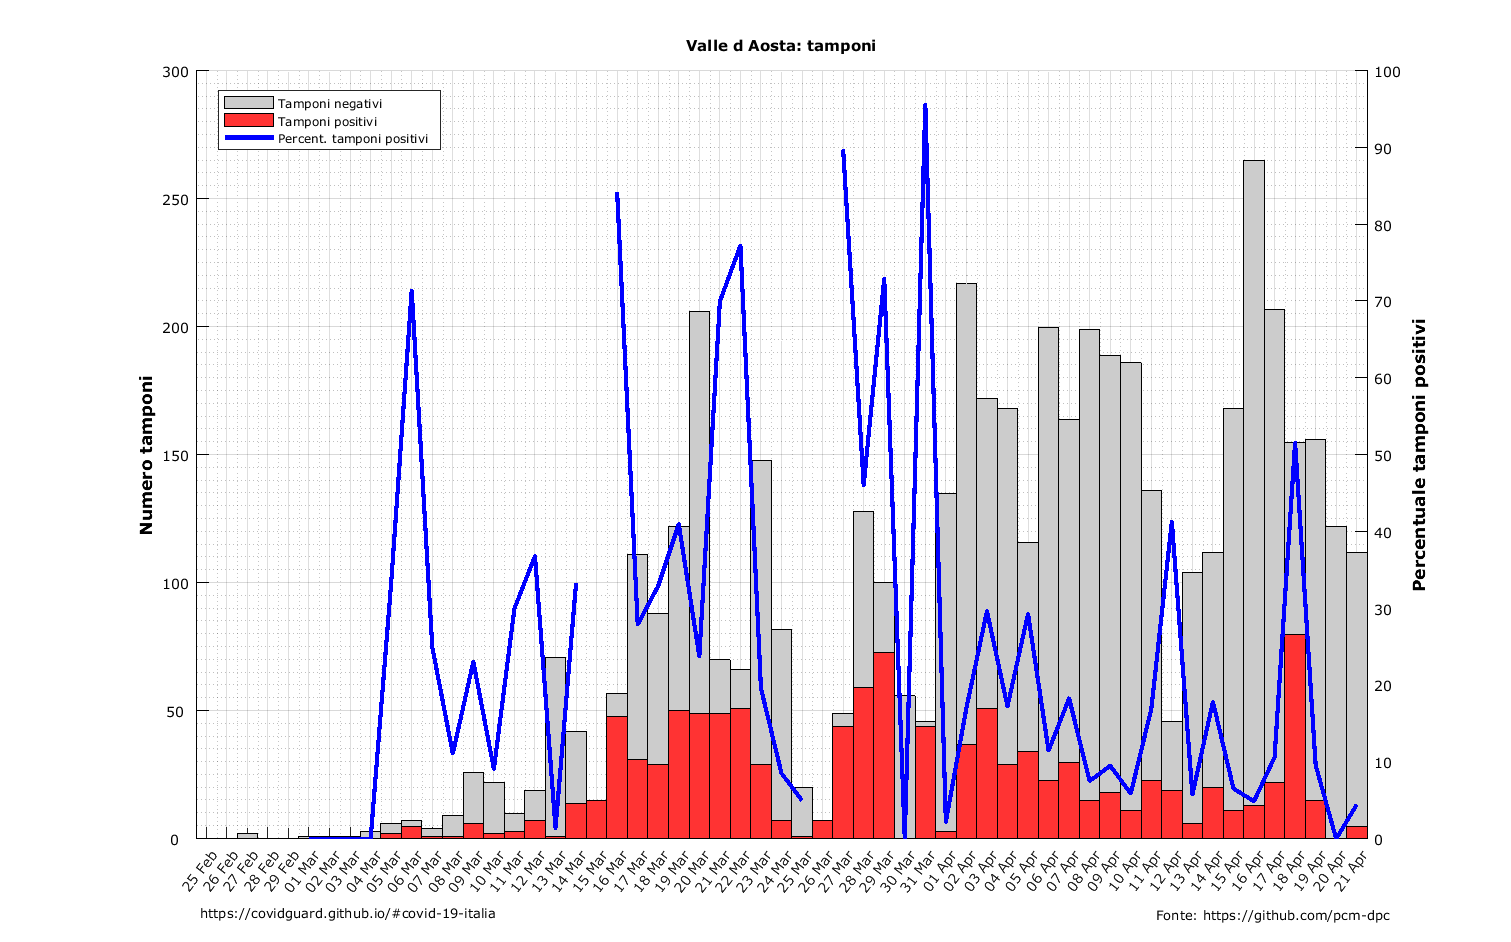 Valle d Aosta: tamponi
300
250
200
150
100
50
0
100
90
80
70
60
50
40
30
20
10
0
Tamponi negativi
Tamponi positivi
Percent. tamponi positivi
Numero tamponi
Percentuale tamponi positivi
25 Feb
26 Feb
27 Feb
28 Feb
29 Feb
01 Mar
02 Mar
03 Mar
04 Mar
05 Mar
06 Mar
07 Mar
08 Mar
09 Mar
10 Mar
11 Mar
12 Mar
13 Mar
14 Mar
15 Mar
16 Mar
17 Mar
18 Mar
19 Mar
20 Mar
21 Mar
22 Mar
23 Mar
24 Mar
25 Mar
26 Mar
27 Mar
28 Mar
29 Mar
30 Mar
31 Mar
01 Apr
02 Apr
03 Apr
04 Apr
05 Apr
06 Apr
07 Apr
08 Apr
09 Apr
10 Apr
11 Apr
12 Apr
13 Apr
14 Apr
15 Apr
16 Apr
17 Apr
18 Apr
19 Apr
20 Apr
21 Apr
https://covidguard.github.io/#covid-19-italia
Fonte: https://github.com/pcm-dpc